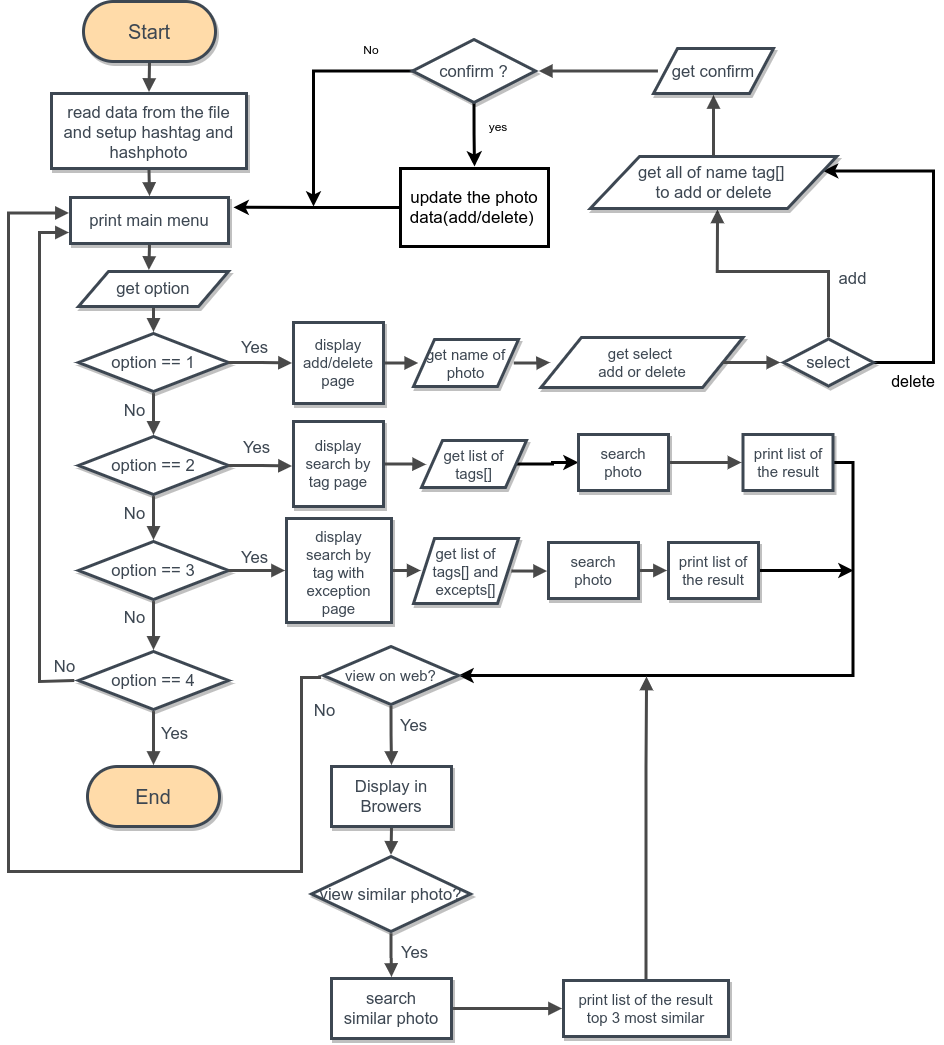 Start
read data from the file
and setup hashtag and
hashphoto
print main menu
get option
confirm ?
No
yes
get confirm
update the photo
data(add/delete)
get all of name tag[]
to add or delete
add
delete
option == 1
Yes
No
display
add/delete
page
get name of
photo
get select
add or delete
select
option == 2
Yes
No
display
search by
tag page
get list of
tags[]
search
photo
print list of
the result
option == 3
Yes
No
display
search by
tag with
exception
page
get list of
tags[] and
excepts[]
search
photo
print list of
the result
option == 4
No
Yes
End
view on web?
No
Yes
Display in
Browers
view similar photo?
Yes
search
similar photo
print list of the result
top 3 most similar